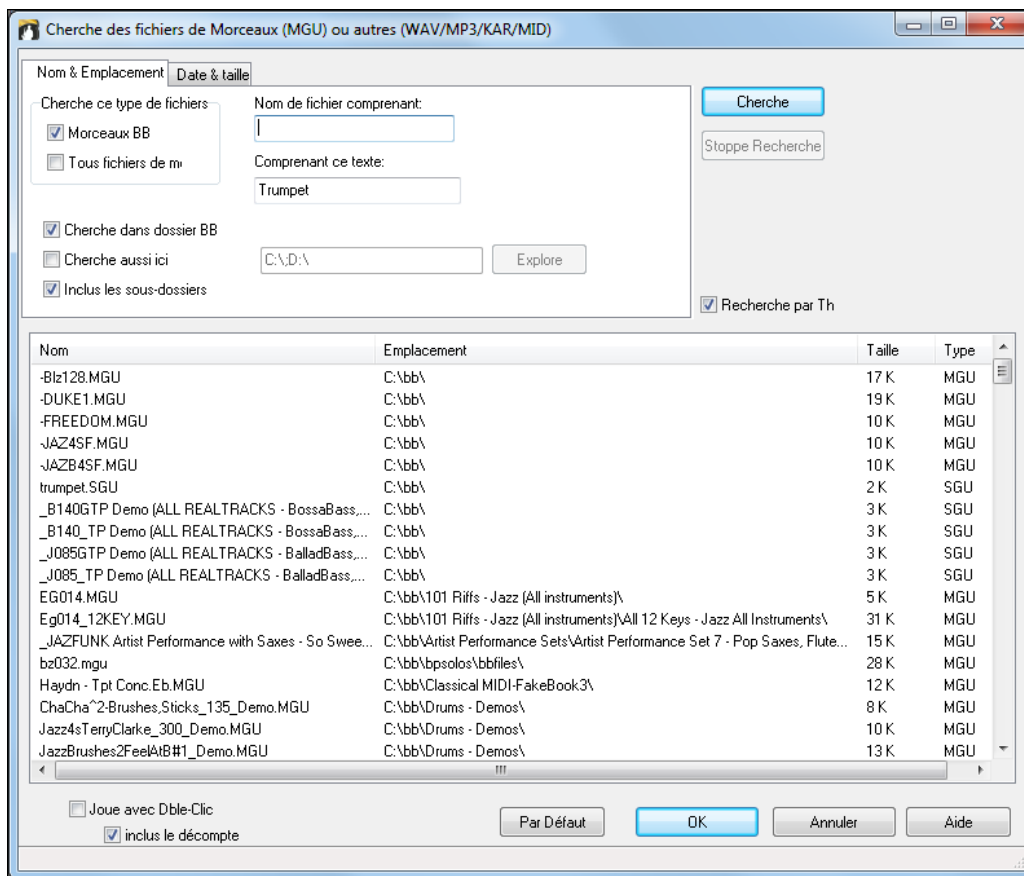 Cherche des fichiers de Morceaux (MGU) ou autres (WAV/MP3/KAR/MID)
Nom & Emplacement Date & taille
Cherche ce type de fichiers
Morceaux BB
Tous fichiers de m
Nom de fichier comprenant:
Comprenant ce texte:
Trumpet
Cherche dans dossier BB
Cherche aussi ici C:\;D:\ Explore
Inclus les sous-dossiers
Cherche
Stoppe Recherche
Recherche par Th
Nom Emplacement Taille Type
-Blz128.MGU C:\bb\ 17 K MGU
-DUKE1.MGU C:\bb\ 19 K MGU
-FREEDOM.MGU C:\bb\ 10 K MGU
-JAZ4SF.MGU C:\bb\ 10 K MGU
-JAZB4SF.MGU C:\bb\ 10 K MGU
trumpet.SGU C:\bb\ 2 K SGU
_B140GTP Demo (ALL REALTRACKS - BossaBass,... C:\bb\ 3 K SGU
_B140_TP Demo (ALL REALTRACKS - BossaBass,... C:\bb\ 3 K SGU
_J085GTP Demo (ALL REALTRACKS - BalladBass,... C:\bb\ 3 K SGU
_J085_TP Demo (ALL REALTRACKS - BalladBass,... C:\bb\ 3 K SGU
EG014.MGU C:\bb\101 Riffs - Jazz (All instruments)\ 5 K MGU
Eg014_12KEY.MGU C:\bb\101 Riffs - Jazz (All instruments)\All 12 Keys - Jazz All Instruments\ 31 K MGU
_JAZFUNK Artist Performance with Saxes - So Swee... C:\bb\Artist Performance Sets\Artist Performance Set 7 - Pop Saxes, Flute... 15 K MGU
bz032.mgu C:\bb\bpsolos\bbfiles\ 28 K MGU
Haydn - Tpt Conc.Eb.MGU C:\bb\Classical MIDI-FakeBook3\ 12 K MGU
ChaCha^2-Brushes,Sticks_135_Demo.MGU C:\bb\Drums - Demos\ 8 K MGU
Jazz4sTerryClarke_300_Demo.MGU C:\bb\Drums - Demos\ 10 K MGU
JazzBrushes2FeelAtB#1_Demo.MGU C:\bb\Drums - Demos\ 13 K MGU
Joue avec Dble-Clic
inclus le décompte
Par Défaut OK Annuler Aide